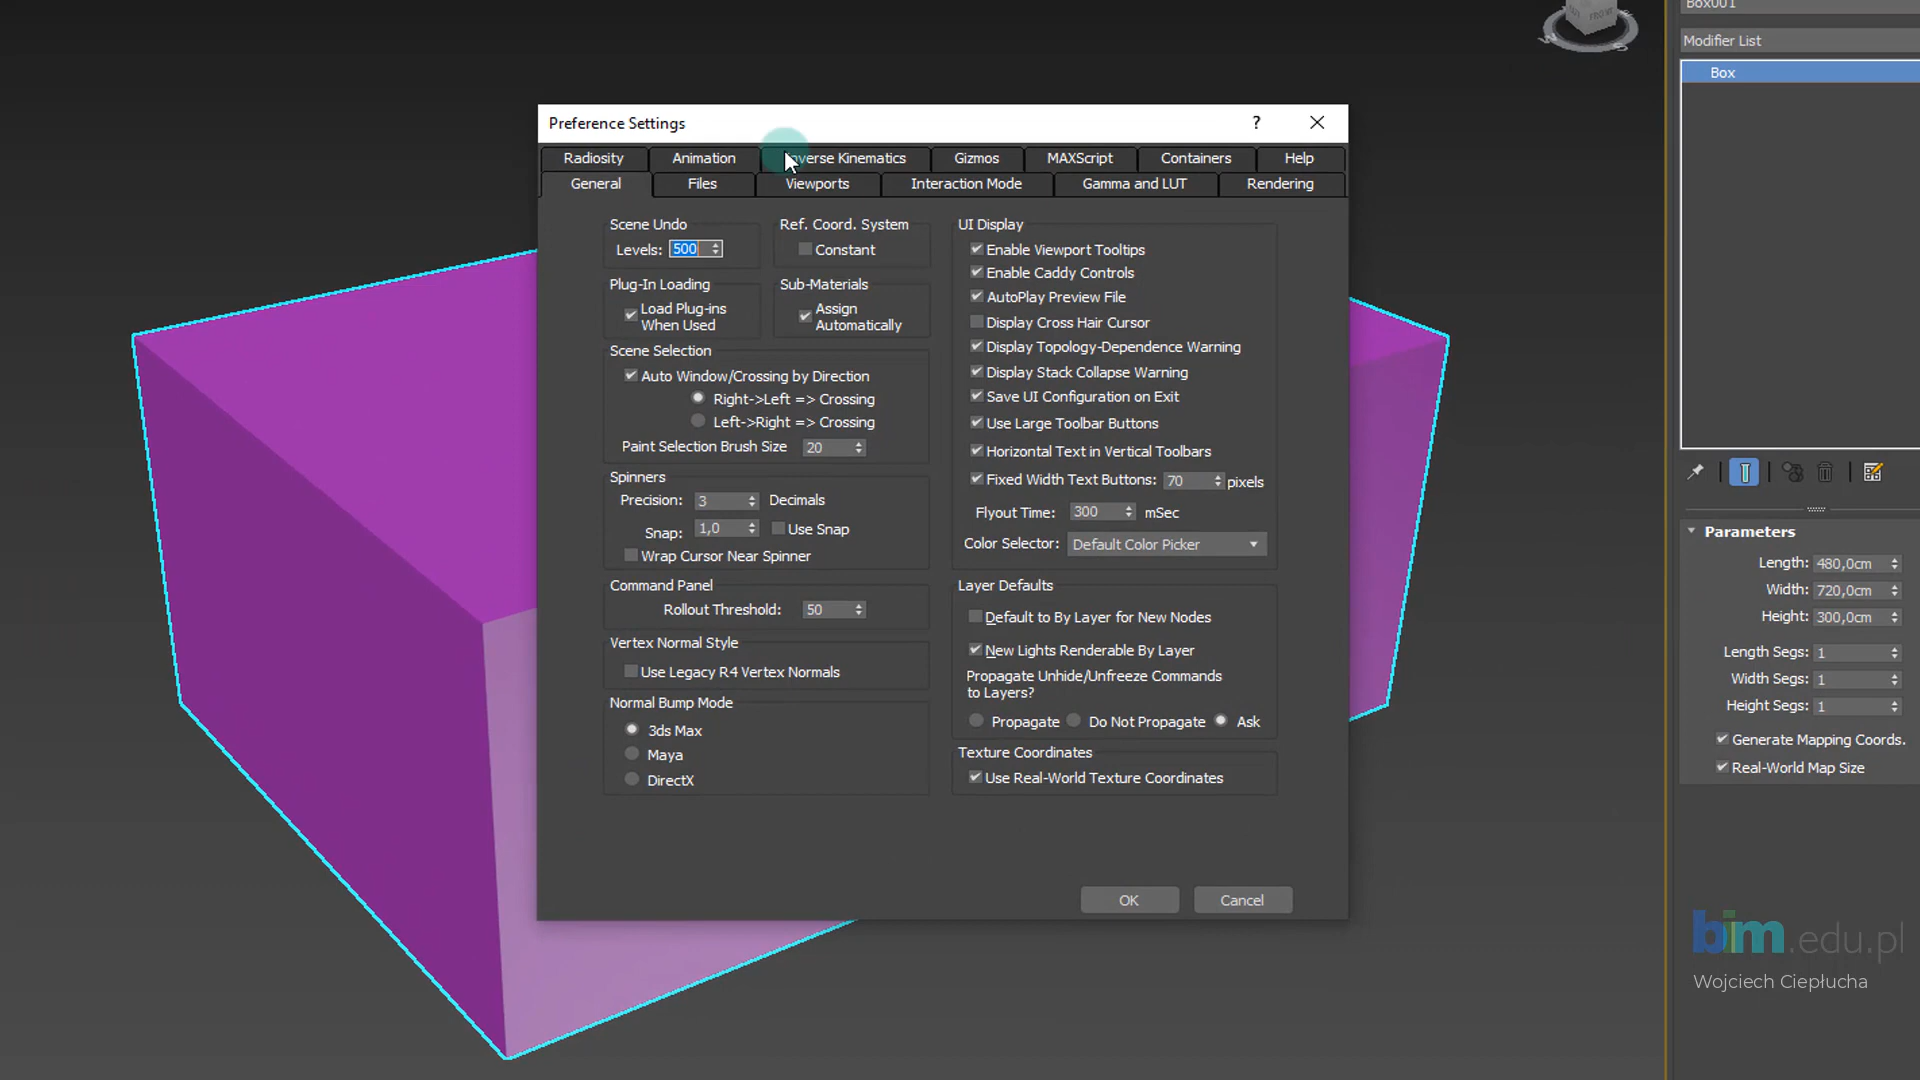 Box001
Modifier List
Box
Preference Settings
?
Radiosity Animation verse Kinematics Gizmos MAXScript Containers Help
General Files Viewports Interaction Mode Gamma and LUT Rendering
Scene Undo
Levels: 500
Ref. Coord. System
Constant
Plug-In Loading
Load Plug-ins
When Used
Sub-Materials
Assign
Automatically
Scene Selection
Auto Window/Crossing by Direction
Right->Left => Crossing
Left->Right => Crossing
Paint Selection Brush Size 20
Spinners
Precision: 3 Decimals
Snap: 1,0 Use Snap
Wrap Cursor Near Spinner
Command Panel
Rollout Threshold: 50
Vertex Normal Style
Use Legacy R4 Vertex Normals
Normal Bump Mode
3ds Max
Maya
DirectX
UI Display
Enable Viewport Tooltips
Enable Caddy Controls
AutoPlay Preview File
Display Cross Hair Cursor
Display Topology-Dependence Warning
Display Stack Collapse Warning
Save UI Configuration on Exit
Use Large Toolbar Buttons
Horizontal Text in Vertical Toolbars
Fixed Width Text Buttons: 70 pixels
Flyout Time: 300 mSec
Color Selector: Default Color Picker
Layer Defaults
Default to By Layer for New Nodes
New Lights Renderable By Layer
Propagate Unhide/Unfreeze Commands
to Layers?
Propagate Do Not Propagate Ask
Texture Coordinates
Use Real-World Texture Coordinates
OK Cancel
Parameters
Length: 480,0cm
Width: 720,0cm
Height: 300,0cm
Length Segs: 1
Width Segs: 1
Height Segs: 1
Generate Mapping Coords.
Real-World Map Size
bim.edu.pl
Wojciech Ciepłucha